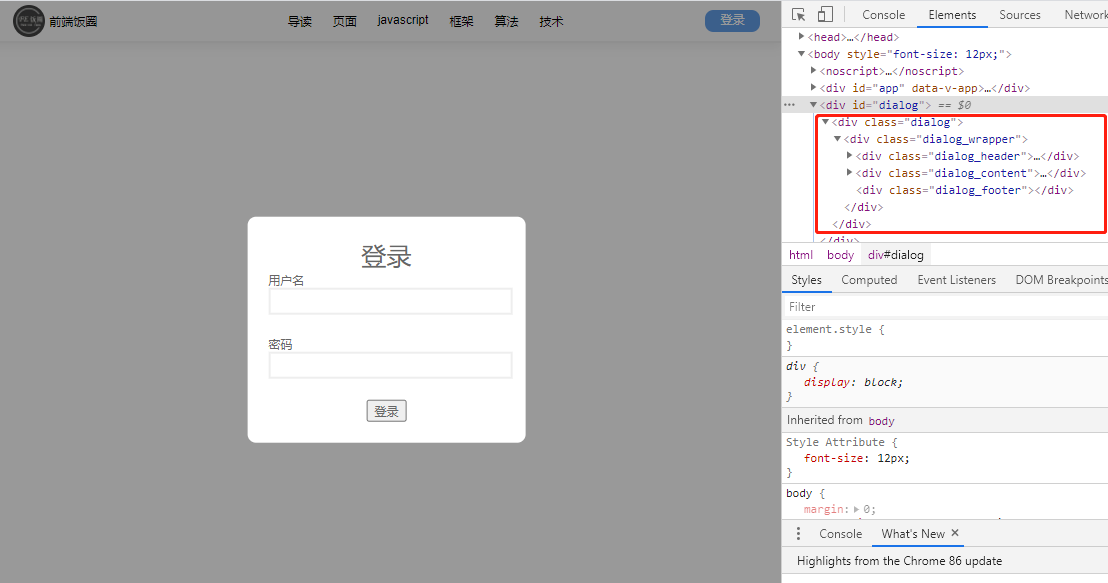 前端饭圈 导读 页面 javascript 框架 算法 技术 登录
登录
用户名
密码
登录
Console Elements Sources Network
<head>…</head>
<body style="font-size: 12px;">
<noscript>…</noscript>
<div id="app" data-v-app>…</div>
<div id="dialog"> == $0
<div class="dialog">
<div class="dialog_wrapper">
<div class="dialog_header">…</div>
<div class="dialog_content">…</div>
<div class="dialog_footer"></div>
</div>
</div>
</div>
html body div#dialog
Styles Computed Event Listeners DOM Breakpoints
Filter
element.style {
}
div {
display: block;
}
Inherited from body
Style Attribute {
font-size: 12px;
}
body {
margin: 0;
Console What's New
Highlights from the Chrome 86 update